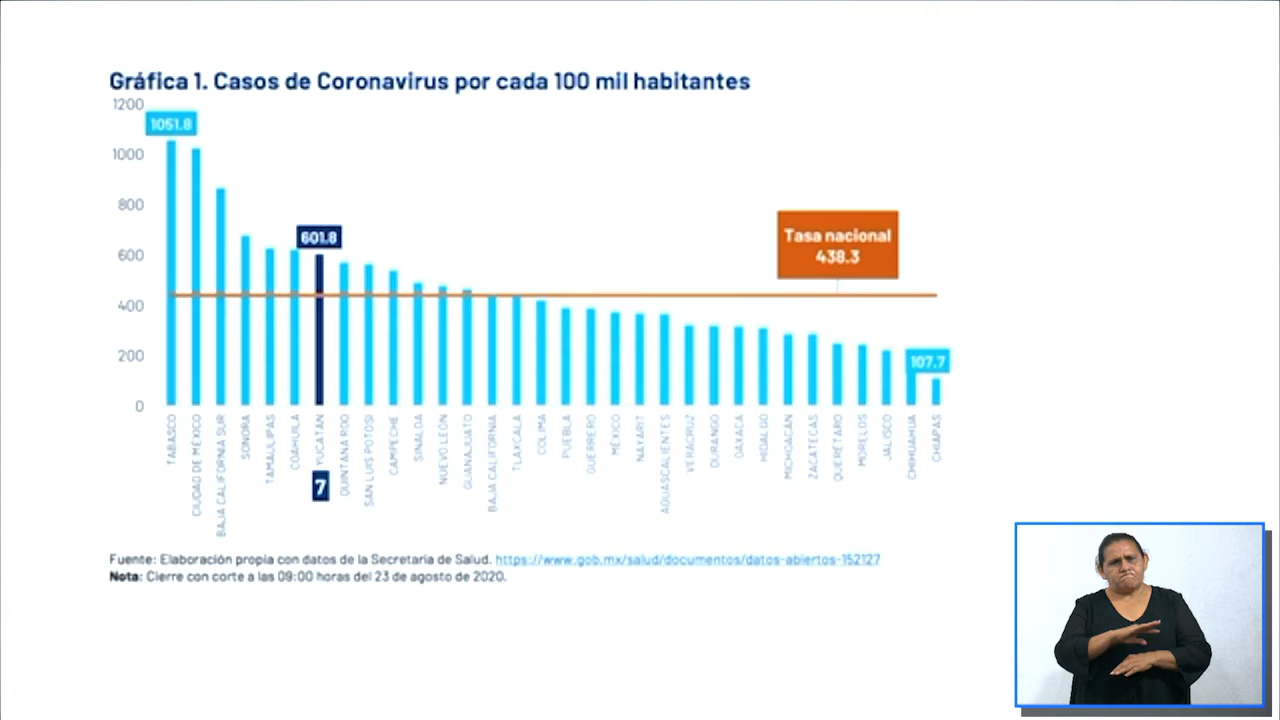 Gráfica 1. Casos de Coronavirus por cada 100 mil habitantes
1200
1000
800
600
400
200
0
1051.8
601.8
Tasa nacional
438.3
107.7
TABASCO
CIUDAD DE MÉXICO
BAJA CALIFORNIA SUR
SONORA
TAMAULIPAS
COAHUILA
YUCATÁN
7
QUINTANA ROO
SAN LUIS POTOSÍ
CAMPECHE
SINALOA
NUEVO LEÓN
GUANAJUATO
BAJA CALIFORNIA
TLAXCALA
COLIMA
PUEBLA
GUERRERO
MÉXICO
NAYARIT
AGUASCALIENTES
VERACRUZ
DURANGO
OAXACA
HIDALGO
MICHOACÁN
ZACATECAS
QUERÉTARO
MORELOS
JALISCO
CHIHUAHUA
CHIAPAS
Fuente: Elaboración propia con datos de la Secretaría de Salud. https://www.gob.mx/salud/documentos/datos-abiertos-152127
Nota: Cierre con corte a las 09:00 horas del 23 de agosto de 2020.